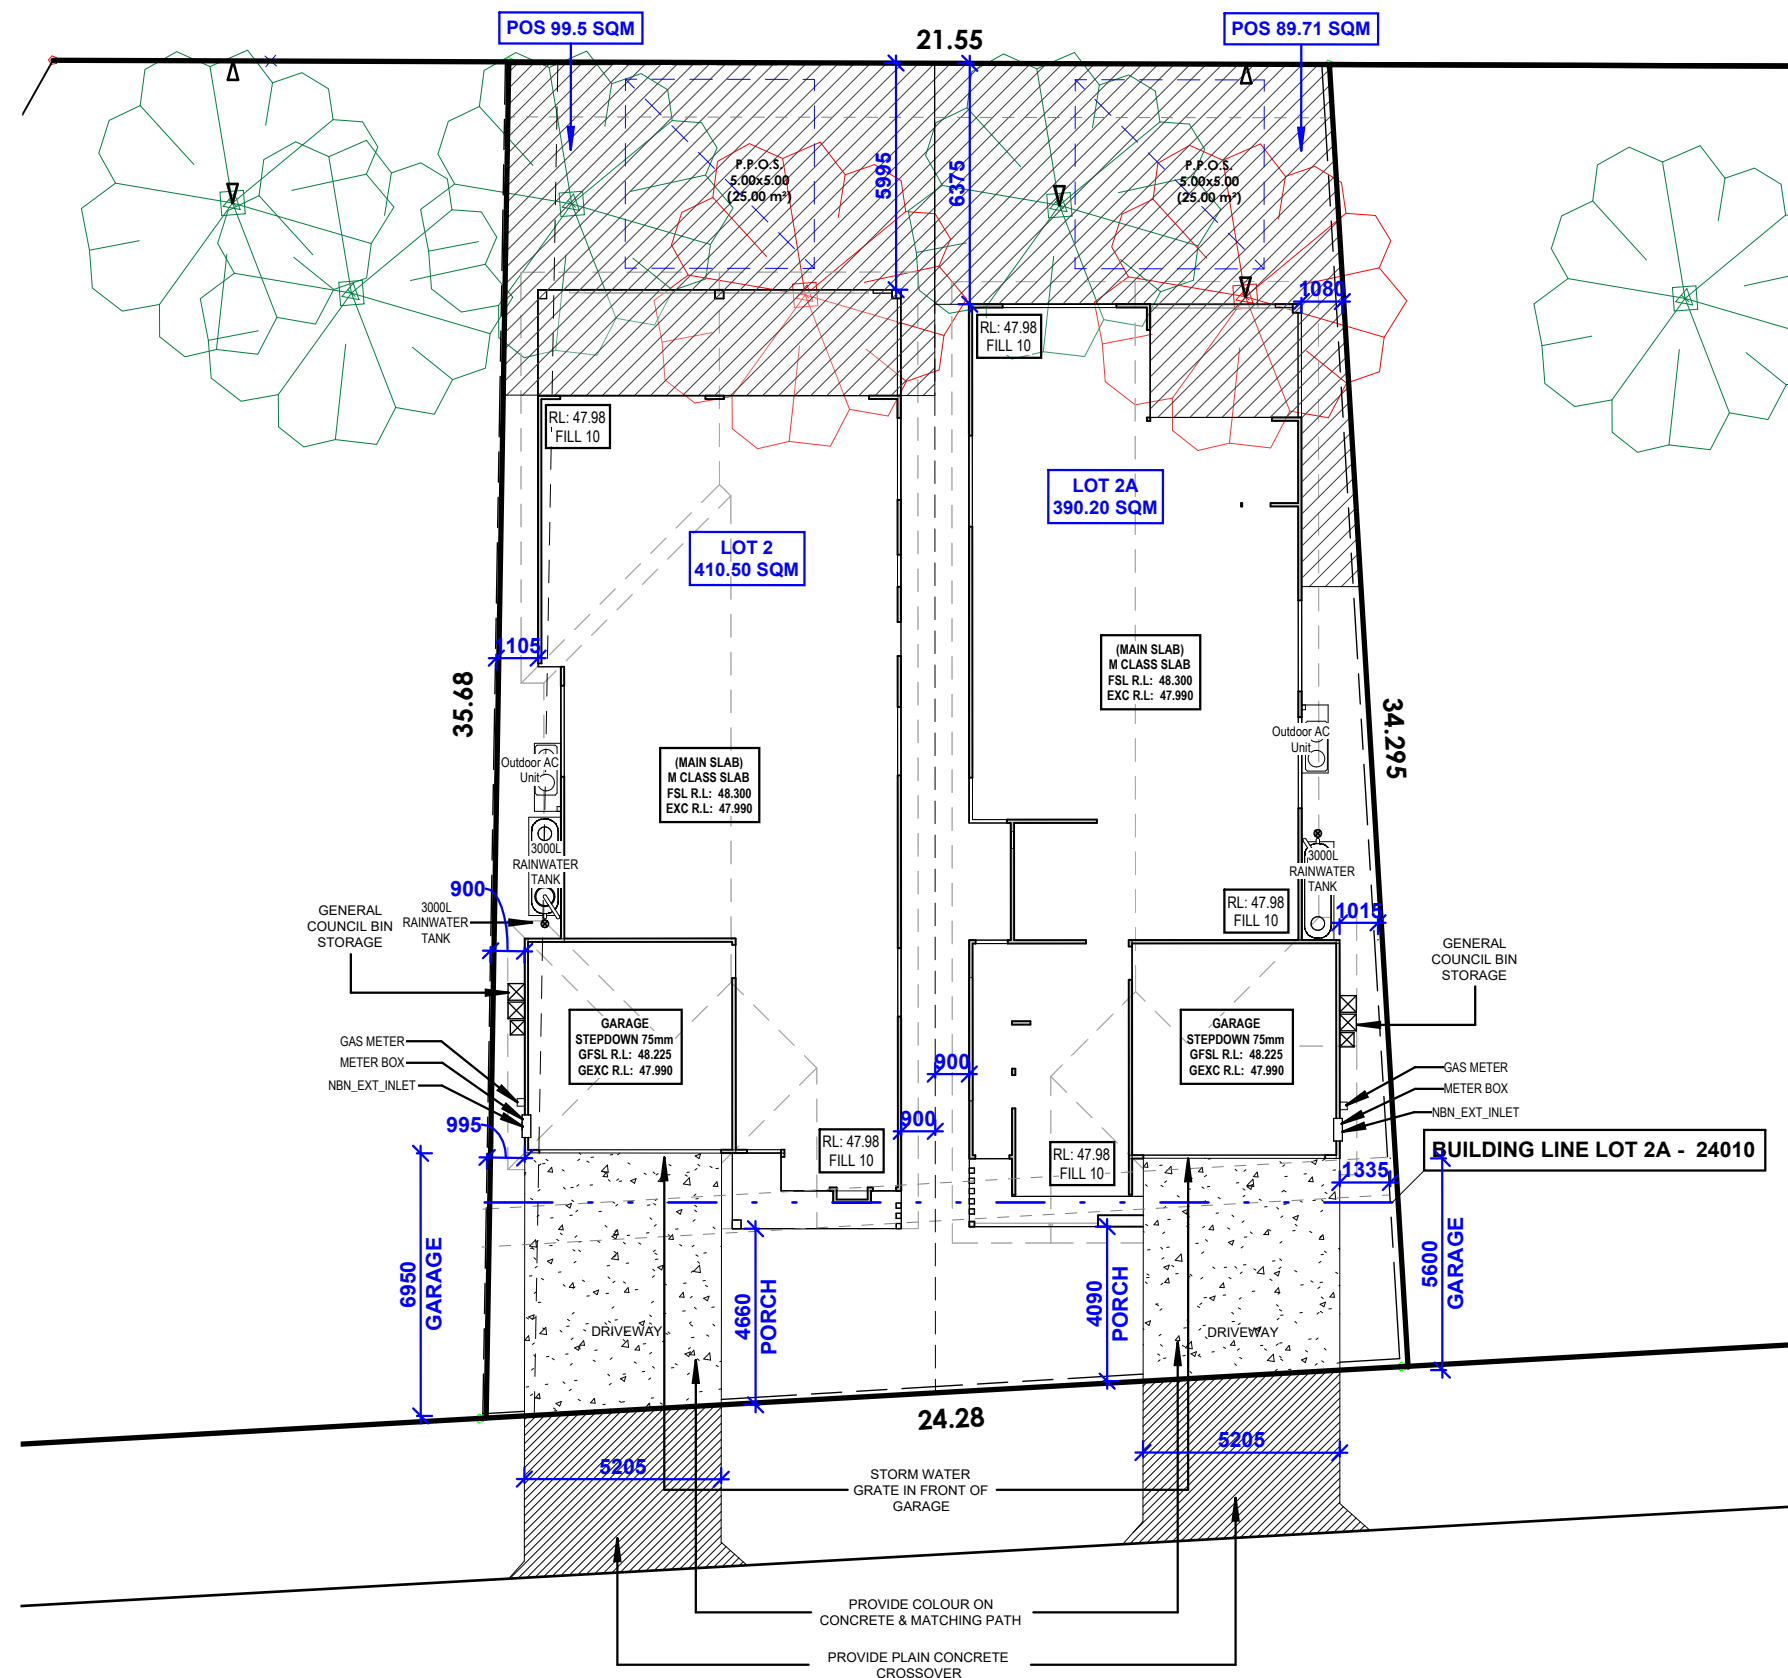 POS 99.5 SQM
21.55
POS 89.71 SQM
P.P.O.S.
5.00x5.00
(25.00 m²)
5995
6375
P.P.O.S.
5.00x5.00
(25.00 m²)
1080
RL: 47.98
FILL 10
RL: 47.98
FILL 10
LOT 2A
390.20 SQM
LOT 2
410.50 SQM
1105
35.68
(MAIN SLAB)
M CLASS SLAB
FSL R.L: 48.300
EXC R.L: 47.990
34.295
Outdoor AC
Unit
Outdoor AC
Unit
(MAIN SLAB)
M CLASS SLAB
FSL R.L: 48.300
EXC R.L: 47.990
3000L
RAINWATER
TANK
3000L
RAINWATER
TANK
900
3000L
RAINWATER
TANK
GENERAL
COUNCIL BIN
STORAGE
RL: 47.98
FILL 10
1015
GENERAL
COUNCIL BIN
STORAGE
GARAGE
STEPDOWN 75mm
GFSL R.L: 48.225
GEXC R.L: 47.990
GARAGE
STEPDOWN 75mm
GFSL R.L: 48.225
GEXC R.L: 47.990
GAS METER
METER BOX
NBN_EXT_INLET
900
GAS METER
METER BOX
NBN_EXT_INLET
995
900
RL: 47.98
FILL 10
RL: 47.98
FILL 10
BUILDING LINE LOT 2A - 24010
1335
6950
GARAGE
4660
PORCH
4090
PORCH
5600
GARAGE
DRIVEWAY
DRIVEWAY
24.28
5205
5205
STORM WATER
GRATE IN FRONT OF
GARAGE
PROVIDE COLOUR ON
CONCRETE & MATCHING PATH
PROVIDE PLAIN CONCRETE
CROSSOVER